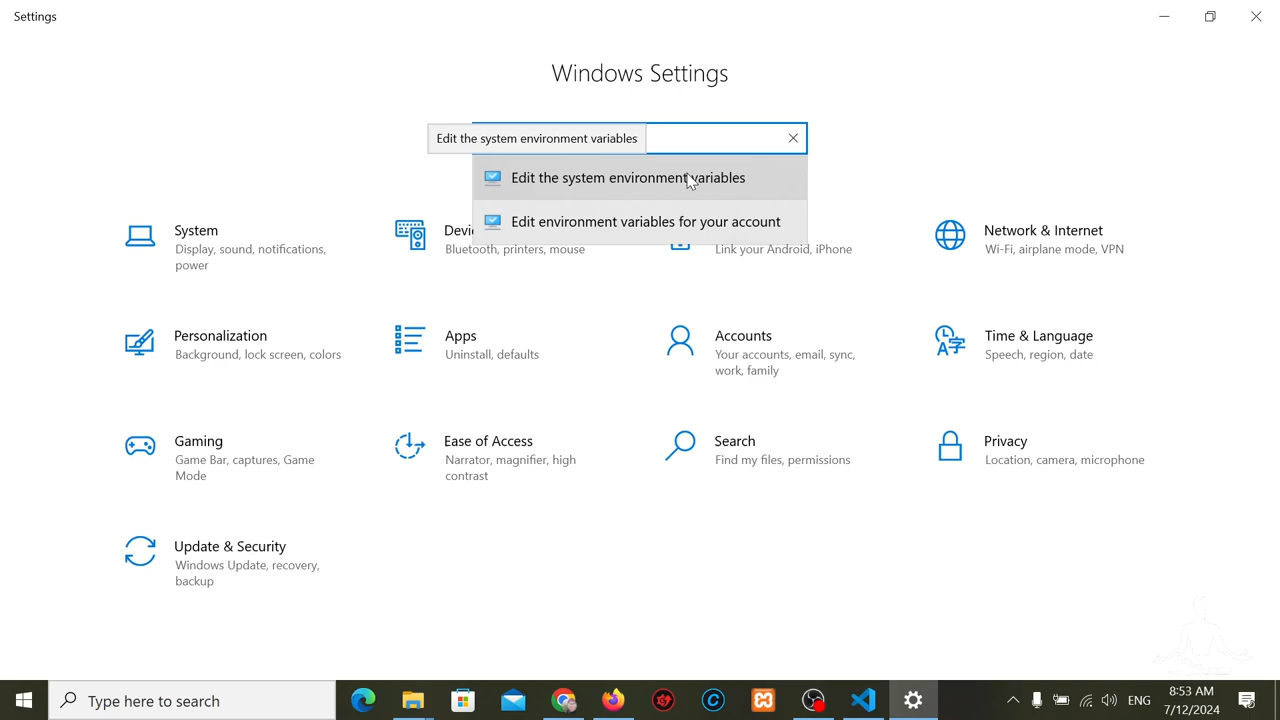 Settings
Windows Settings
Edit the system environment variables
Edit the system environment variables
Edit environment variables for your account
System
Display, sound, notifications,
power
Devi
Bluetooth, printers, mouse
Link your Android, iPhone
Network & Internet
Wi-Fi, airplane mode, VPN
Personalization
Background, lock screen, colors
Apps
Uninstall, defaults
Accounts
Your accounts, email, sync,
work, family
Time & Language
Speech, region, date
Gaming
Game Bar, captures, Game
Mode
Ease of Access
Narrator, magnifier, high
contrast
Search
Find my files, permissions
Privacy
Location, camera, microphone
Update & Security
Windows Update, recovery,
backup
Type here to search
ENG
8:53 AM
7/12/2024